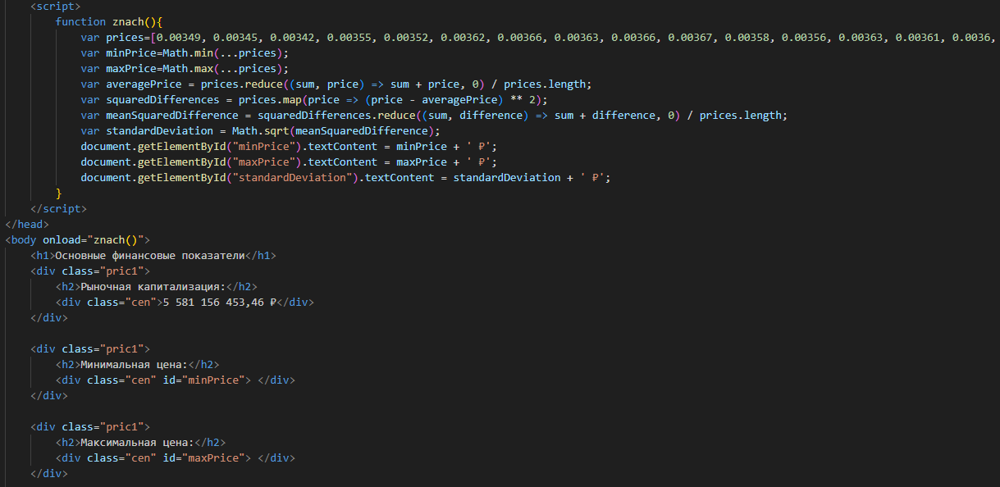 <script>
function znach(){
var prices=[0.00349, 0.00345, 0.00342, 0.00355, 0.00352, 0.00362, 0.00366, 0.00363, 0.00366, 0.00367, 0.00358, 0.00356, 0.00363, 0.00361, 0.0036,
var minPrice=Math.min(...prices);
var maxPrice=Math.max(...prices);
var averagePrice = prices.reduce((sum, price) => sum + price, 0) / prices.length;
var squaredDifferences = prices.map(price => (price - averagePrice) ** 2);
var meanSquaredDifference = squaredDifferences.reduce((sum, difference) => sum + difference, 0) / prices.length;
var standardDeviation = Math.sqrt(meanSquaredDifference);
document.getElementById("minPrice").textContent = minPrice + ' ₽';
document.getElementById("maxPrice").textContent = maxPrice + ' ₽';
document.getElementById("standardDeviation").textContent = standardDeviation + ' ₽';
}
</script>
</head>
<body onload="znach()">
<h1>Основные финансовые показатели</h1>
<div class="pric1">
<h2>Рыночная капитализация:</h2>
<div class="cen">5 581 156 453,46 ₽</div>
</div>
<div class="pric1">
<h2>Минимальная цена:</h2>
<div class="cen" id="minPrice"> </div>
</div>
<div class="pric1">
<h2>Максимальная цена:</h2>
<div class="cen" id="maxPrice"> </div>
</div>